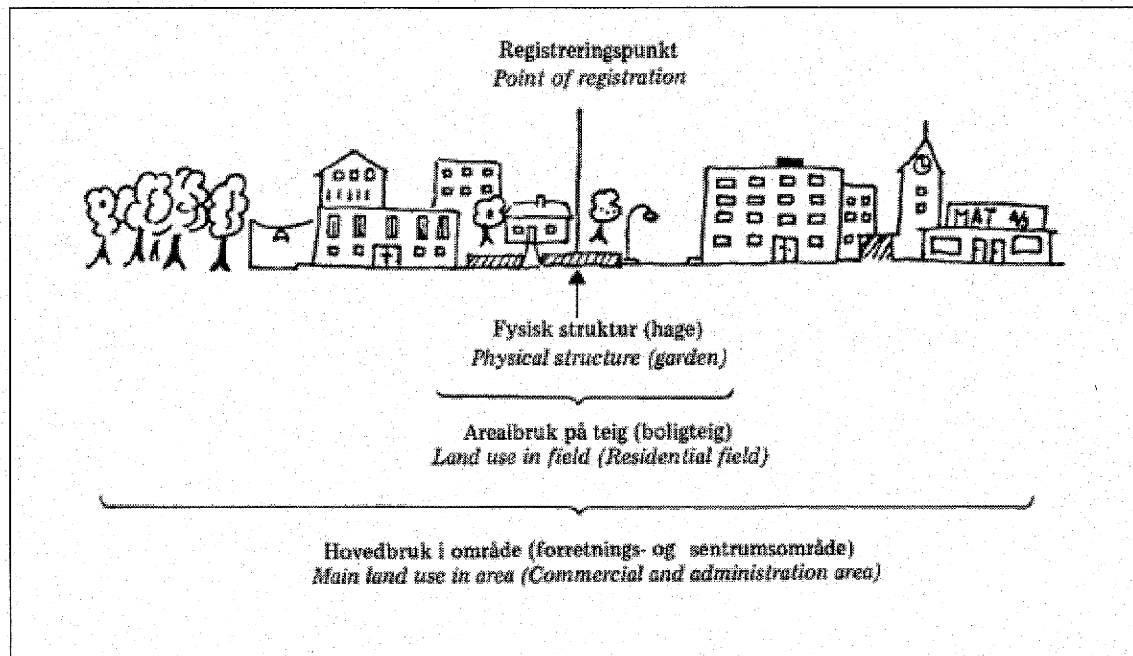 Registreringspunkt
Point of registration
MAT A/S
Fysisk struktur (hage)
Physical structure (garden)
Arealbruk på teig (boligteig)
Land use in field (Residential field)
Hovedbruk i område (forretnings- og sentrumsområde)
Main land use in area (Commercial and administration area)